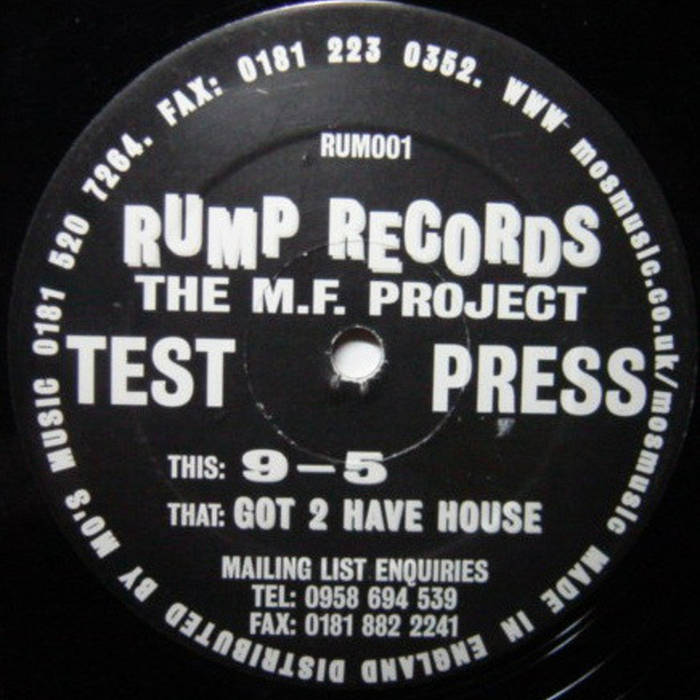 RUM001
RUMP RECORDS
THE M.F. PROJECT
TEST PRESS
THIS: 9–5
THAT: GOT 2 HAVE HOUSE
MAILING LIST ENQUIRIES
TEL: 0958 694 539
FAX: 0181 882 2241
MADE IN ENGLAND DISTRIBUTED BY MO'S MUSIC 0181 520 7264. FAX: 0181 223 0352. WWW mosmusic.co.uk/mosmusic